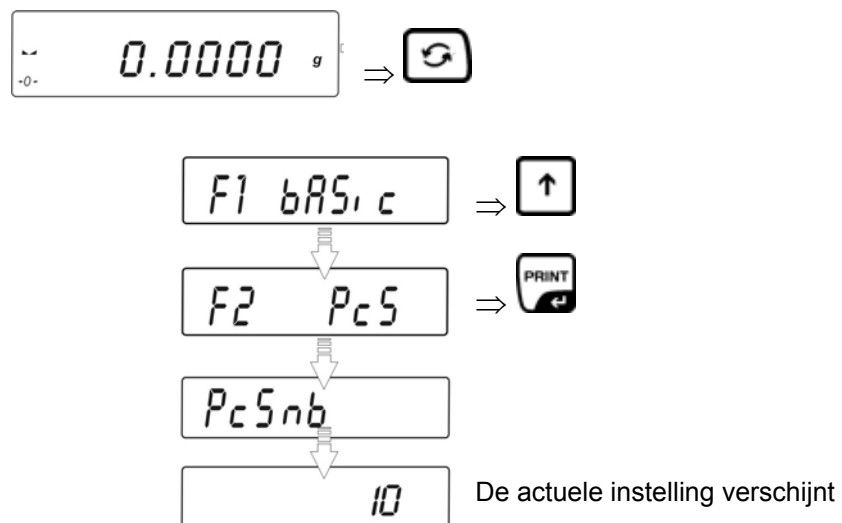 -0- 0.0000 g ⇒
F1 bASic ⇒ ↑
F2 PcS ⇒ PRINT
PcSnb
10 De actuele instelling verschijnt